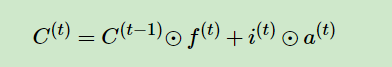 C^{(t)} = C^{(t-1)} ⊙ f^{(t)} + i^{(t)} ⊙ a^{(t)}